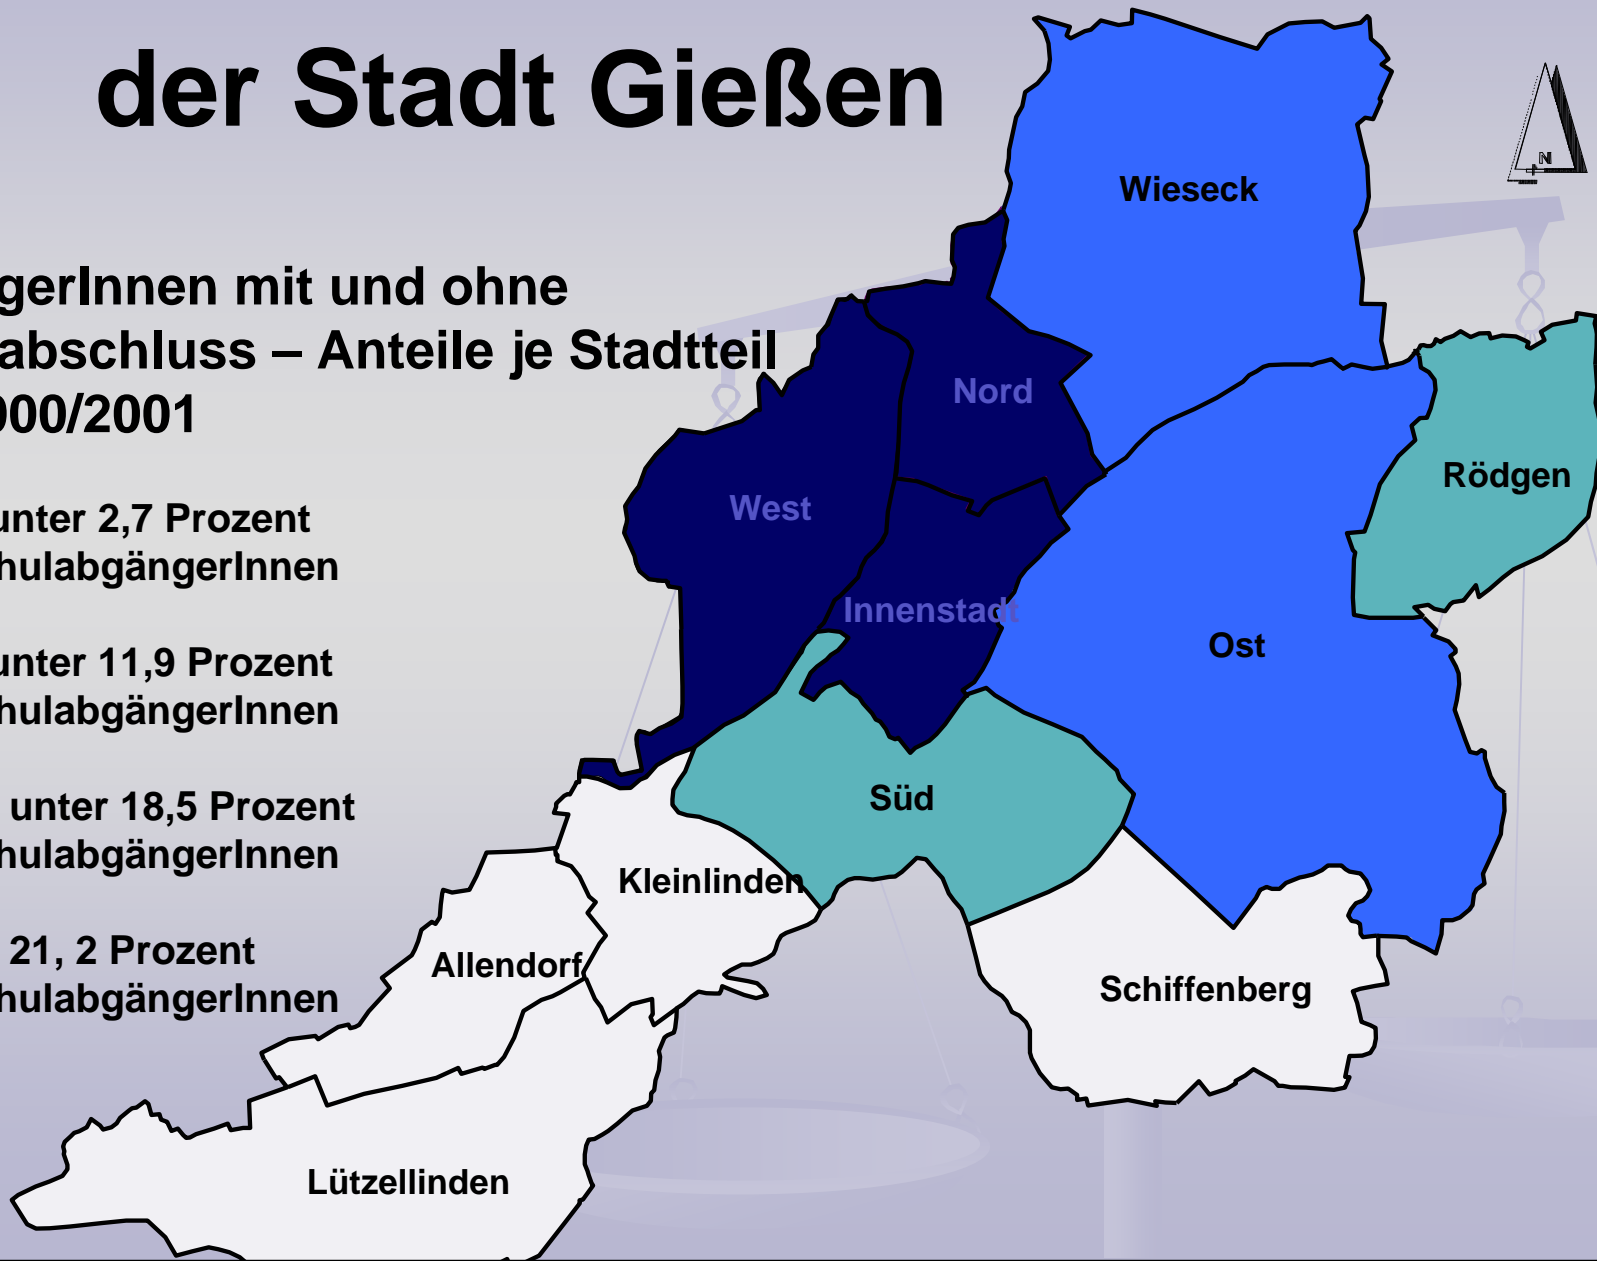 der Stadt Gießen
gerInnen mit und ohne
abschluss – Anteile je Stadtteil
000/2001
unter 2,7 Prozent
hulabgängerInnen
unter 11,9 Prozent
hulabgängerInnen
unter 18,5 Prozent
hulabgängerInnen
21, 2 Prozent
hulabgängerInnen
N
Wieseck
Nord
Rödgen
West
Innenstadt
Ost
Süd
Kleinlinden
Allendorf
Schiffenberg
Lützellinden